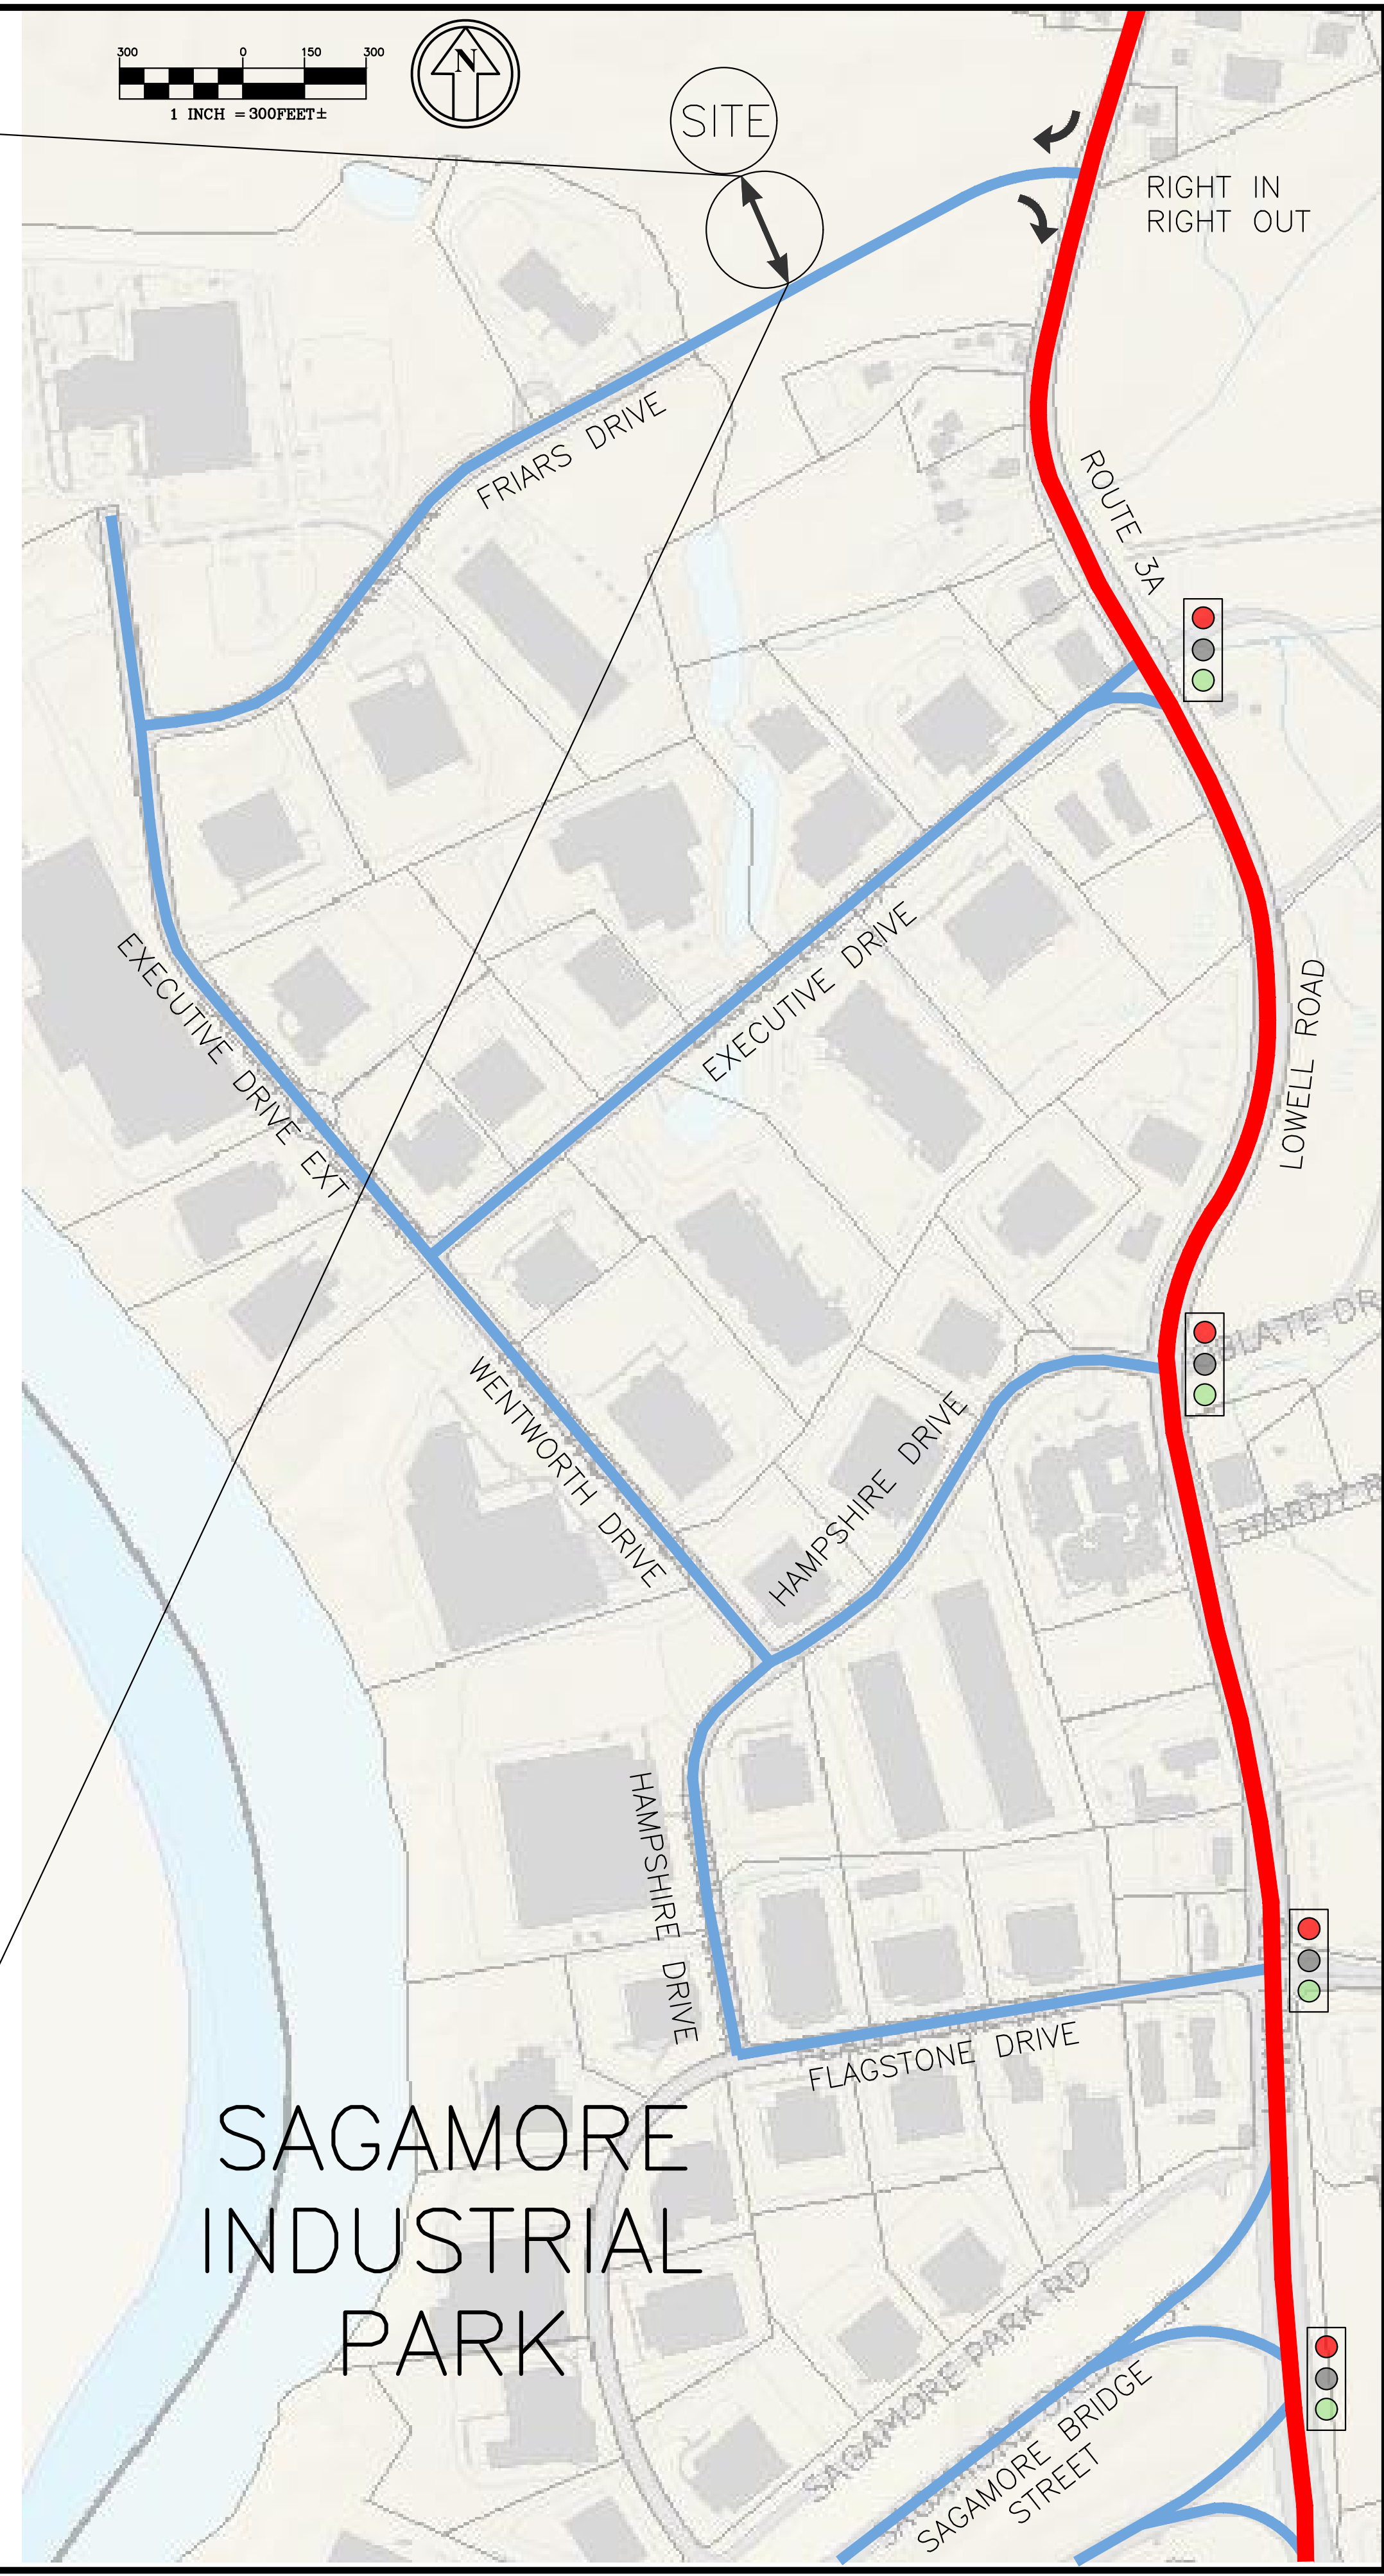 300 0 150 300
1 INCH = 300FEET±
N
SITE
RIGHT IN
RIGHT OUT
FRIARS DRIVE
ROUTE 3A
EXECUTIVE DRIVE
EXECUTIVE DRIVE EXT
LOWELL ROAD
WENTWORTH DRIVE
HAMPSHIRE DRIVE
HAMPSHIRE DRIVE
FLAGSTONE DRIVE
SAGAMORE
INDUSTRIAL
PARK
SAGAMORE PARK RD
SAGAMORE BRIDGE
STREET